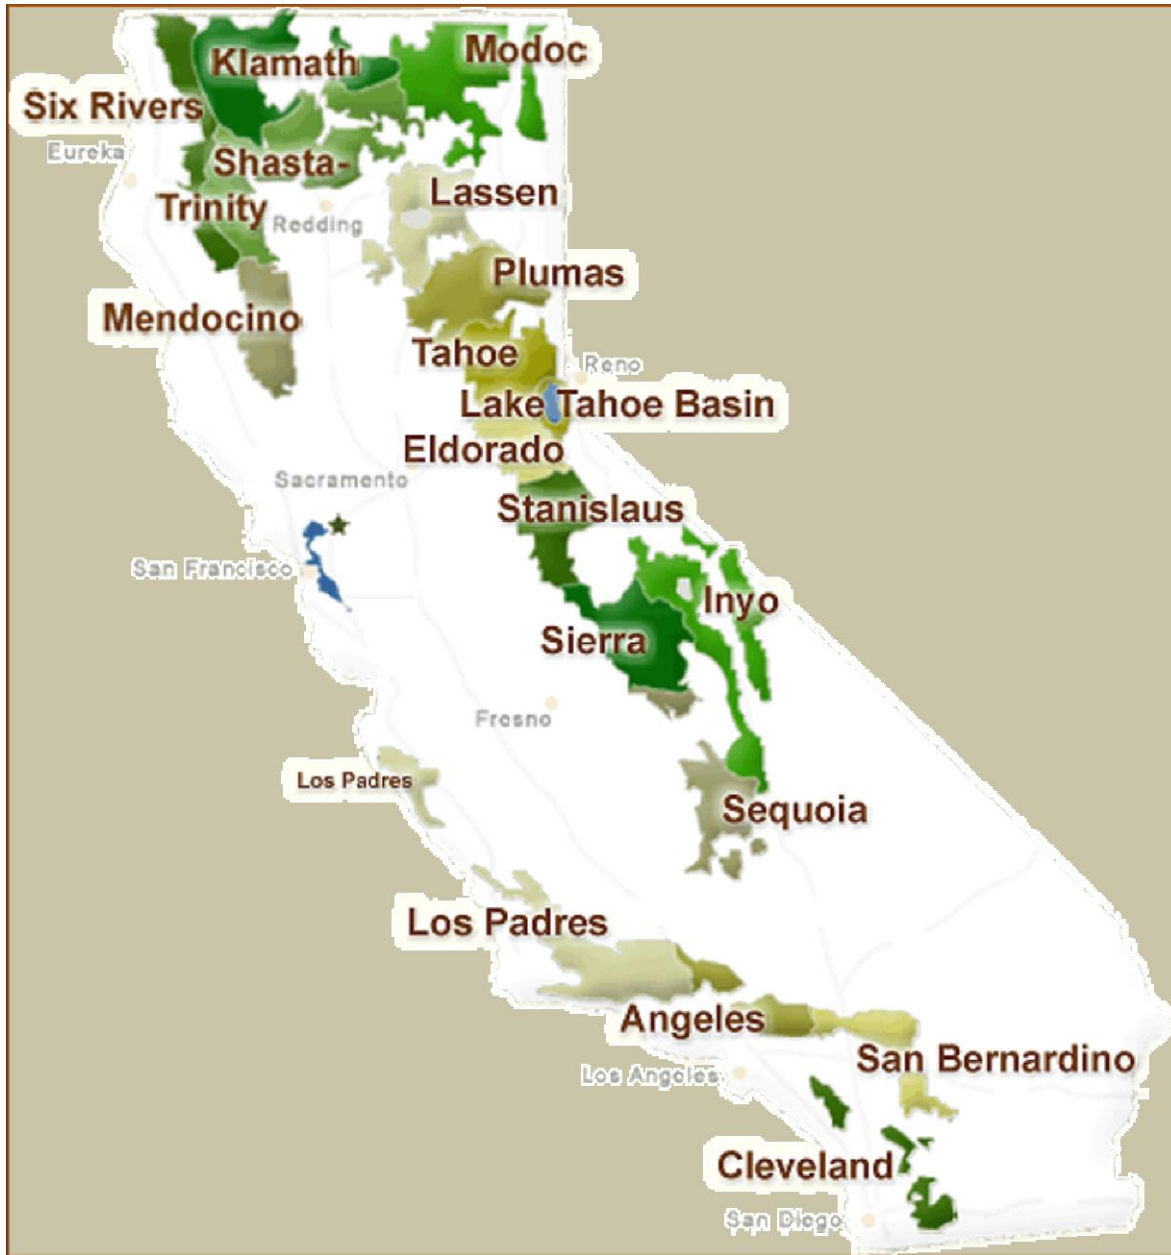 Klamath
Modoc
Six Rivers
Eureka
Shasta-
Trinity
Lassen
Redding
Plumas
Mendocino
Tahoe
Reno
Lake Tahoe Basin
Eldorado
Sacramento
Stanislaus
San Francisco
Inyo
Sierra
Fresno
Los Padres
Sequoia
Los Padres
Angeles
San Bernardino
Los Angeles
Cleveland
San Diego